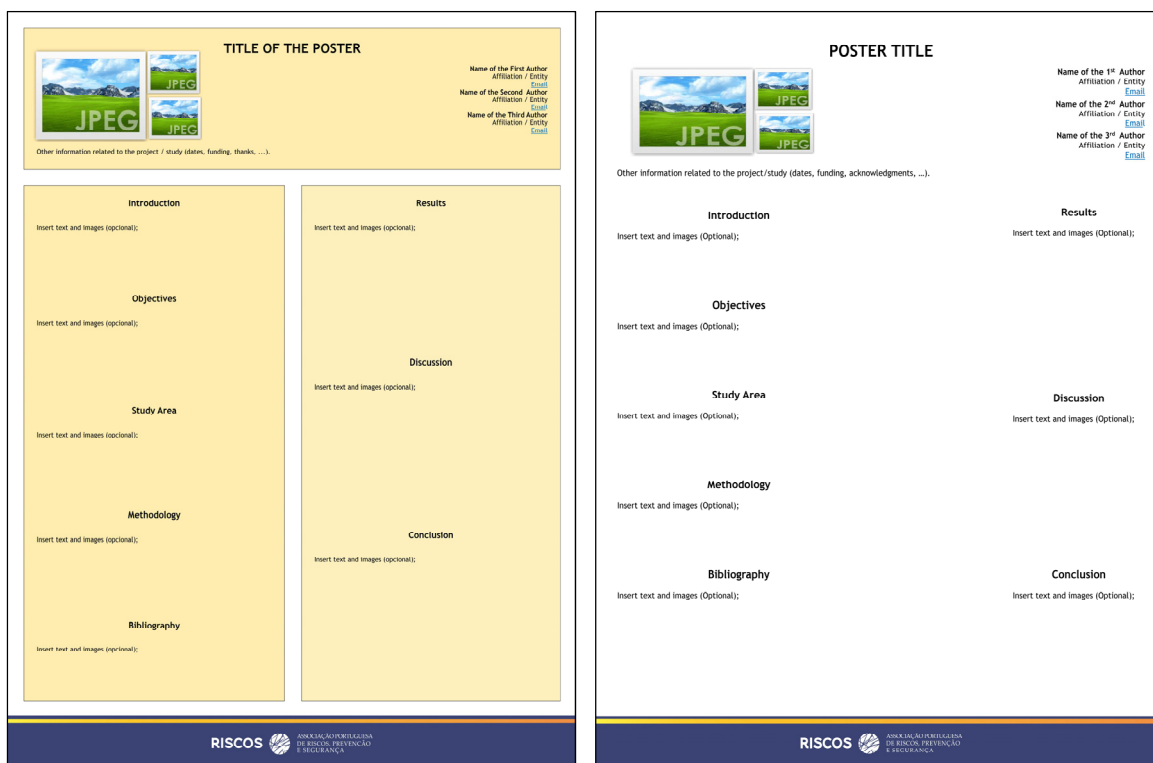 TITLE OF THE POSTER
JPEG
JPEG
JPEG
Name of the First Author
Affiliation / Entity
Email
Name of the Second Author
Affiliation / Entity
Email
Name of the Third Author
Affiliation / Entity
Email
Other information related to the project / study (dates, funding, thanks, ...).
Introduction
Insert text and images (opcional);
Objectives
Insert text and images (opcional);
Study Area
Insert text and images (opcional);
Methodology
Insert text and images (opcional);
Bibliography
Insert text and images (opcional);
Results
Insert text and images (opcional);
Discussion
Insert text and images (opcional);
Conclusion
Insert text and images (opcional);
RISCOS
ASSOCIAÇÃO PORTUGUESA
DE RISCOS, PREVENÇÃO
E SEGURANÇA
POSTER TITLE
JPEG
JPEG
JPEG
Name of the 1st Author
Affiliation / Entity
Email
Name of the 2nd Author
Affiliation / Entity
Email
Name of the 3rd Author
Affiliation / Entity
Email
Other information related to the project/study (dates, funding, acknowledgments, …).
Introduction
Insert text and images (Optional);
Objectives
Insert text and images (Optional);
Study Area
Insert text and images (Optional);
Methodology
Insert text and images (Optional);
Bibliography
Insert text and images (Optional);
Results
Insert text and images (Optional);
Discussion
Insert text and images (Optional);
Conclusion
Insert text and images (Optional);
RISCOS
ASSOCIAÇÃO PORTUGUESA
DE RISCOS, PREVENÇÃO
E SEGURANÇA